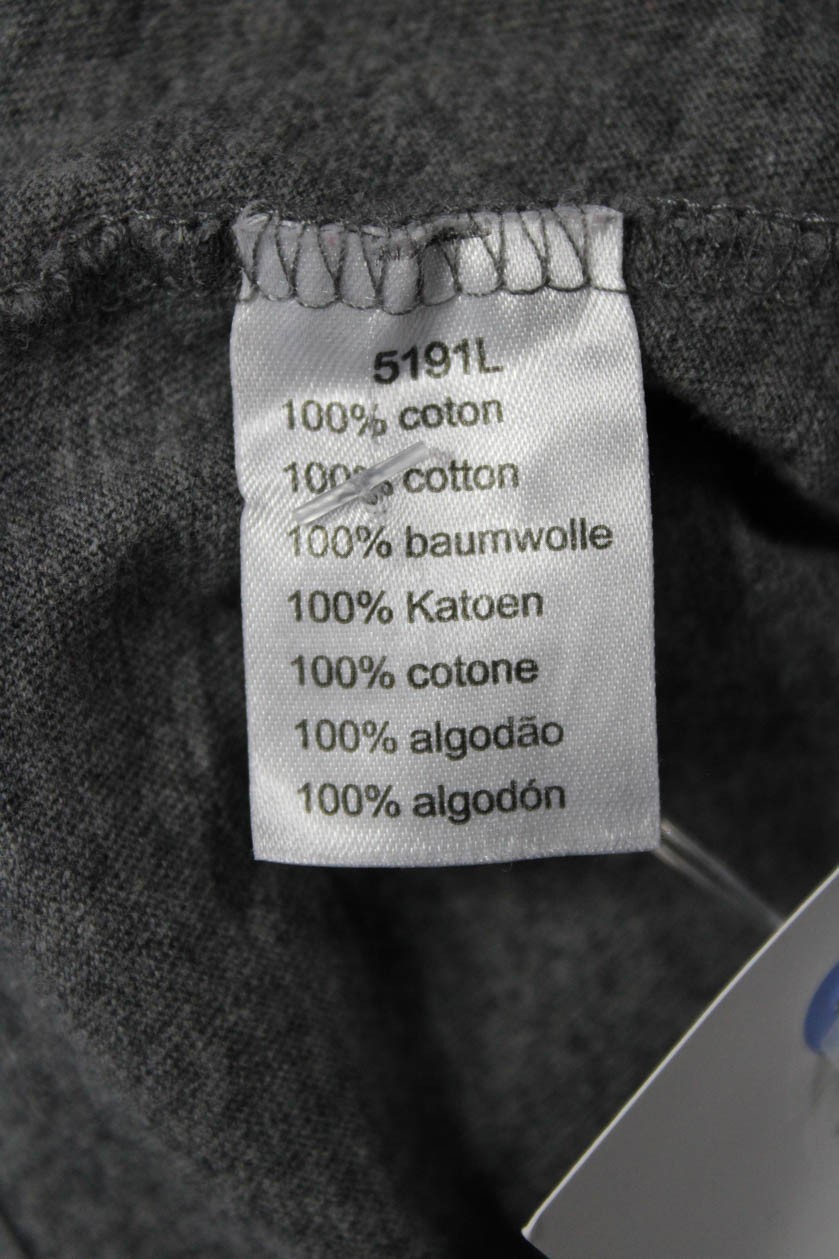 5191L
100% coton
100% cotton
100% baumwolle
100% Katoen
100% cotone
100% algodão
100% algodón